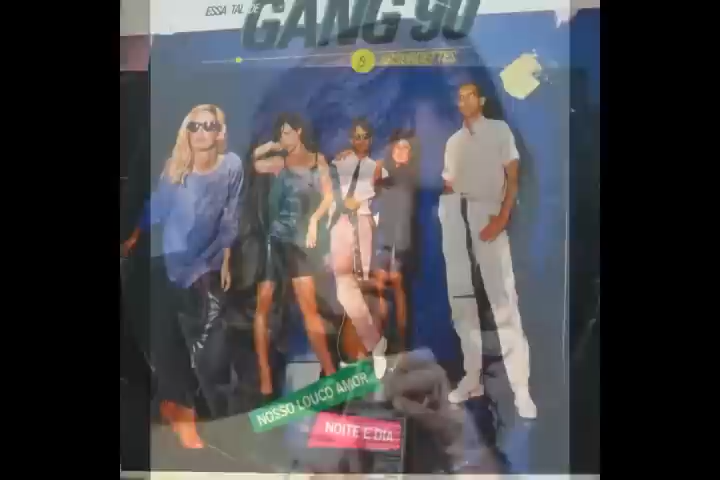 ESSA TAL DE
GANG 90
&
ABSURDETTES
NOSSO LOUCO AMOR
NOITE E DIA